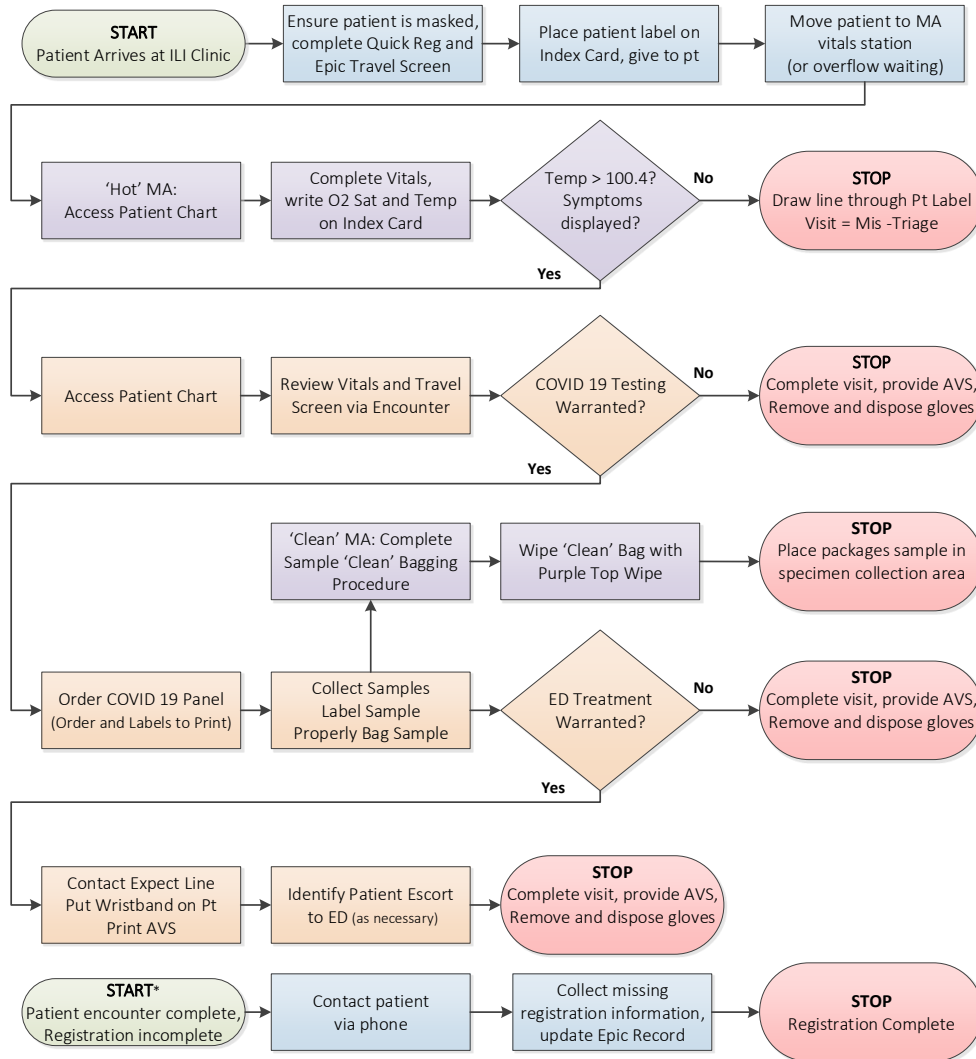 START
Patient Arrives at ILI Clinic
Ensure patient is masked,
complete Quick Reg and
Epic Travel Screen
Place patient label on
Index Card, give to pt
Move patient to MA
vitals station
(or overflow waiting)
‘Hot’ MA:
Access Patient Chart
Complete Vitals,
write O2 Sat and Temp
on Index Card
Temp > 100.4?
Symptoms
displayed?
No
STOP
Draw line through Pt Label
Visit = Mis -Triage
Yes
Access Patient Chart
Review Vitals and Travel
Screen via Encounter
COVID 19 Testing
Warranted?
No
STOP
Complete visit, provide AVS,
Remove and dispose gloves
Yes
‘Clean’ MA: Complete
Sample ‘Clean’ Bagging
Procedure
Wipe ‘Clean’ Bag with
Purple Top Wipe
STOP
Place packages sample in
specimen collection area
Order COVID 19 Panel
(Order and Labels to Print)
Collect Samples
Label Sample
Properly Bag Sample
ED Treatment
Warranted?
No
STOP
Complete visit, provide AVS,
Remove and dispose gloves
Yes
Contact Expect Line
Put Wristband on Pt
Print AVS
Identify Patient Escort
to ED (as necessary)
STOP
Complete visit, provide AVS,
Remove and dispose gloves
START*
Patient encounter complete,
Registration incomplete
Contact patient
via phone
Collect missing
registration information,
update Epic Record
STOP
Registration Complete